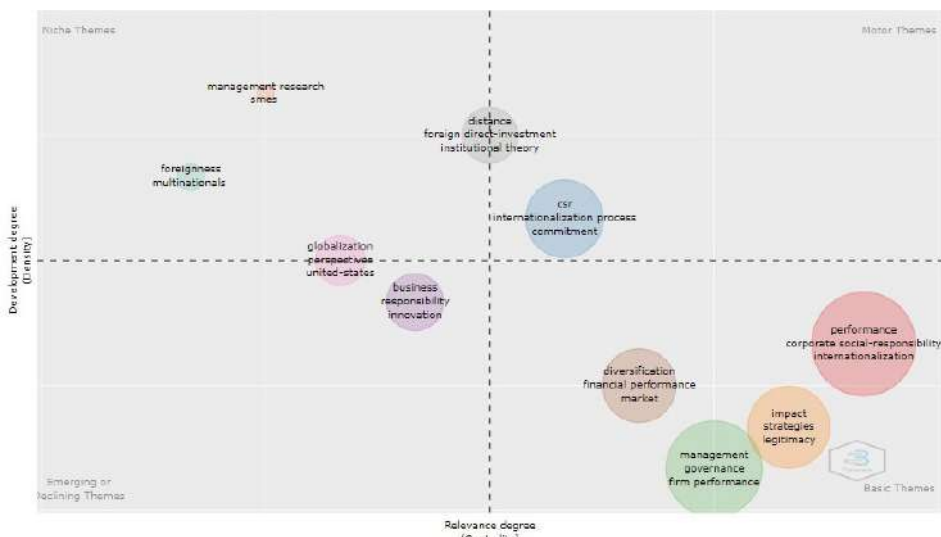 Niche Themes
Motor Themes
management research
smes
distance
foreign direct-investment
institutional theory
foreignness
multinationals
csr
internationalization process
commitment
Development degree
(Density)
globalization
perspectives
united-states
business
responsibility
innovation
performance
corporate social-responsibility
internationalization
diversification
financial performance
market
impact
strategies
legitimacy
management
governance
firm performance
Emerging or
Declining Themes
Basic Themes
Relevance degree